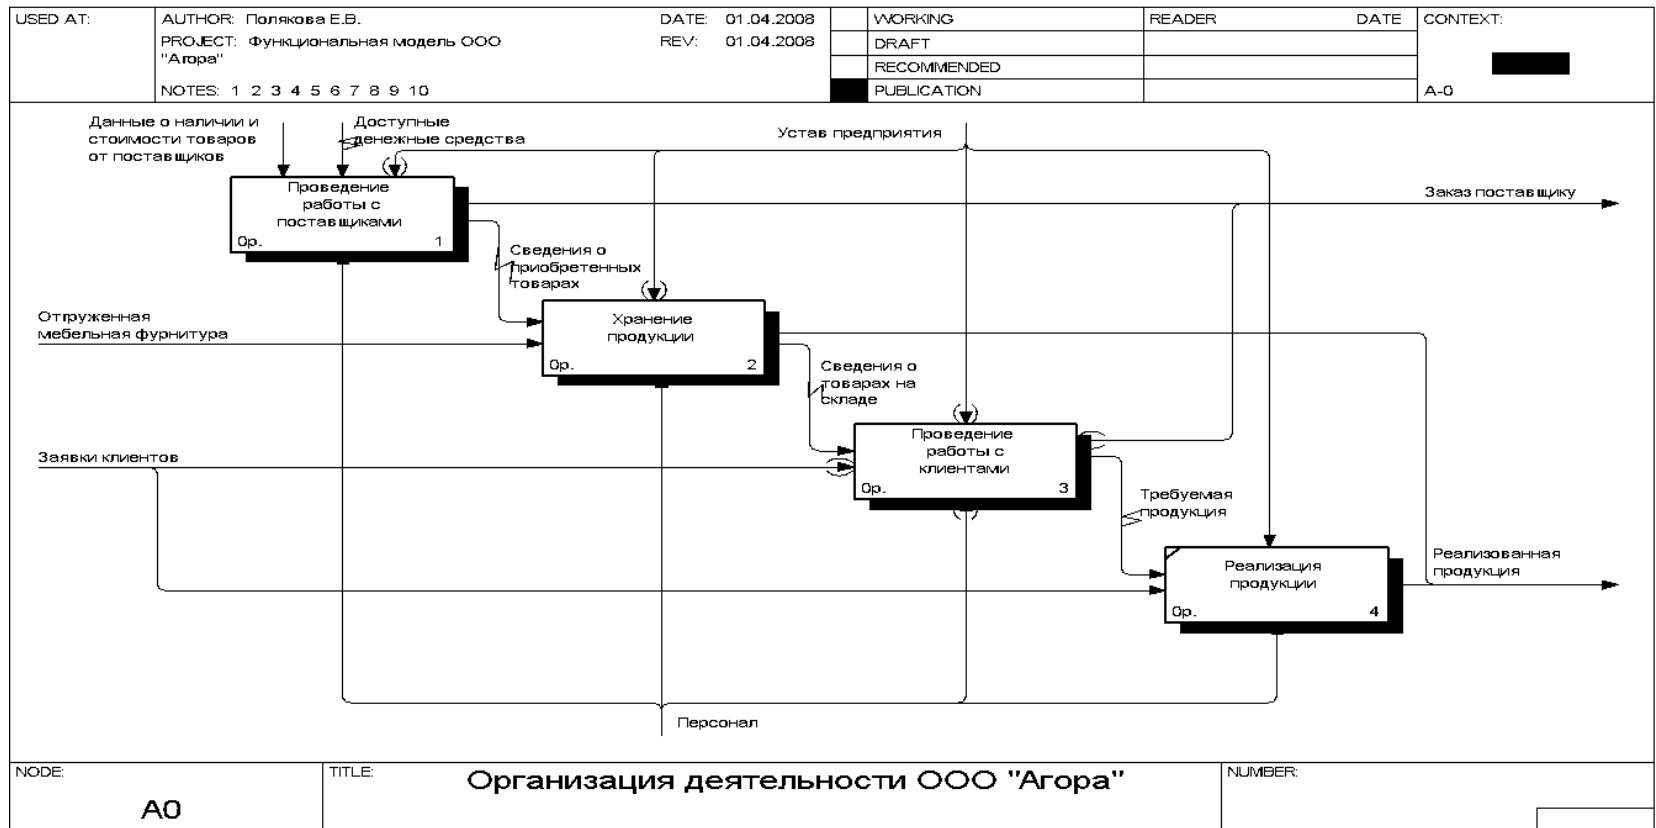 USED AT:
AUTHOR: Полякова Е.В.
DATE: 01.04.2008
PROJECT: Функциональная модель ООО
"Агора"
REV: 01.04.2008
NOTES: 1 2 3 4 5 6 7 8 9 10
WORKING
DRAFT
RECOMMENDED
PUBLICATION
READER DATE
CONTEXT:
A-0
Данные о наличии и
стоимости товаров
от поставщиков
Доступные
денежные средства
Устав предприятия
Проведение
работы с
поставщиками
0р. 1
Заказ поставщику
Сведения о
приобретенных
товарах
Отгруженная
мебельная фурнитура
Хранение
продукции
0р. 2
Сведения о
товарах на
складе
Заявки клиентов
Проведение
работы с
клиентами
0р. 3
Требуемая
продукция
Реализация
продукции
0р. 4
Реализованная
продукция
Персонал
NODE:
A0
TITLE:
Организация деятельности ООО "Агора"
NUMBER: